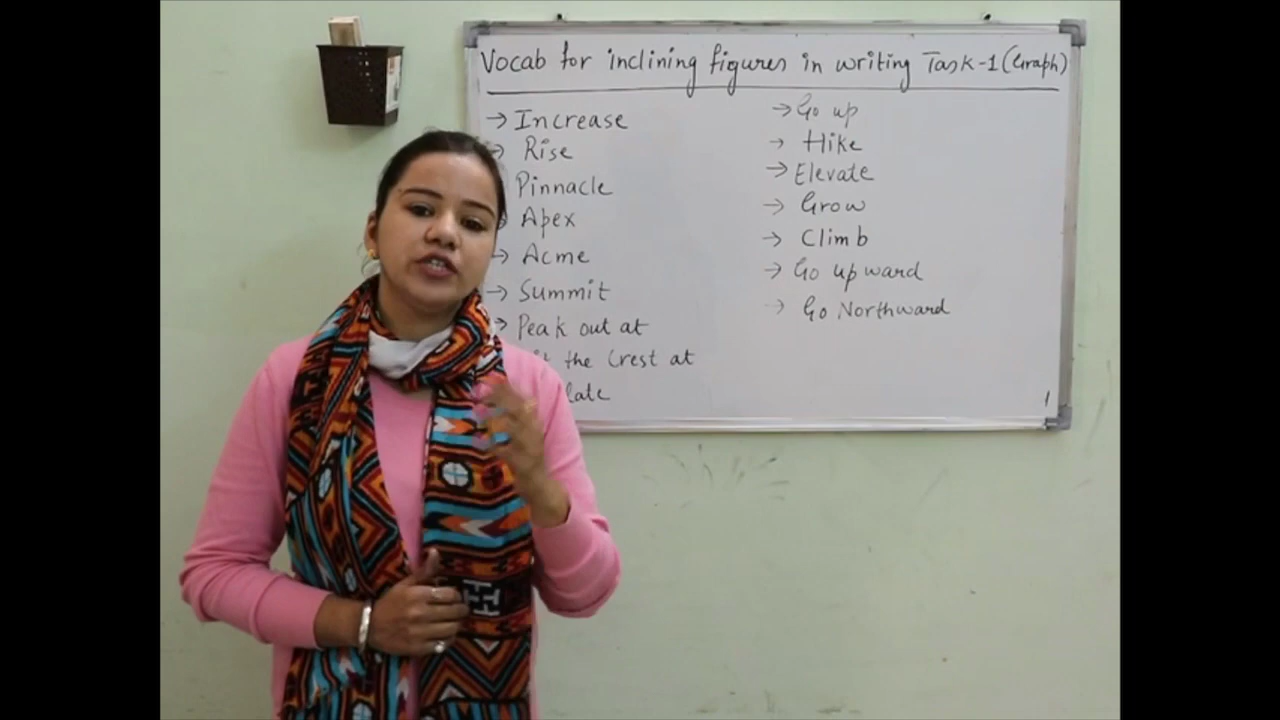 Vocab for inclining figures in writing Task-1 (Graph)
→ Increase
→ Rise
Pinnacle
Apex
→ Acme
→ Summit
→ Peak out at
the Crest at
→ Go up
→ Hike
→ Elevate
→ Grow
→ Climb
→ Go upward
→ Go Northward
1